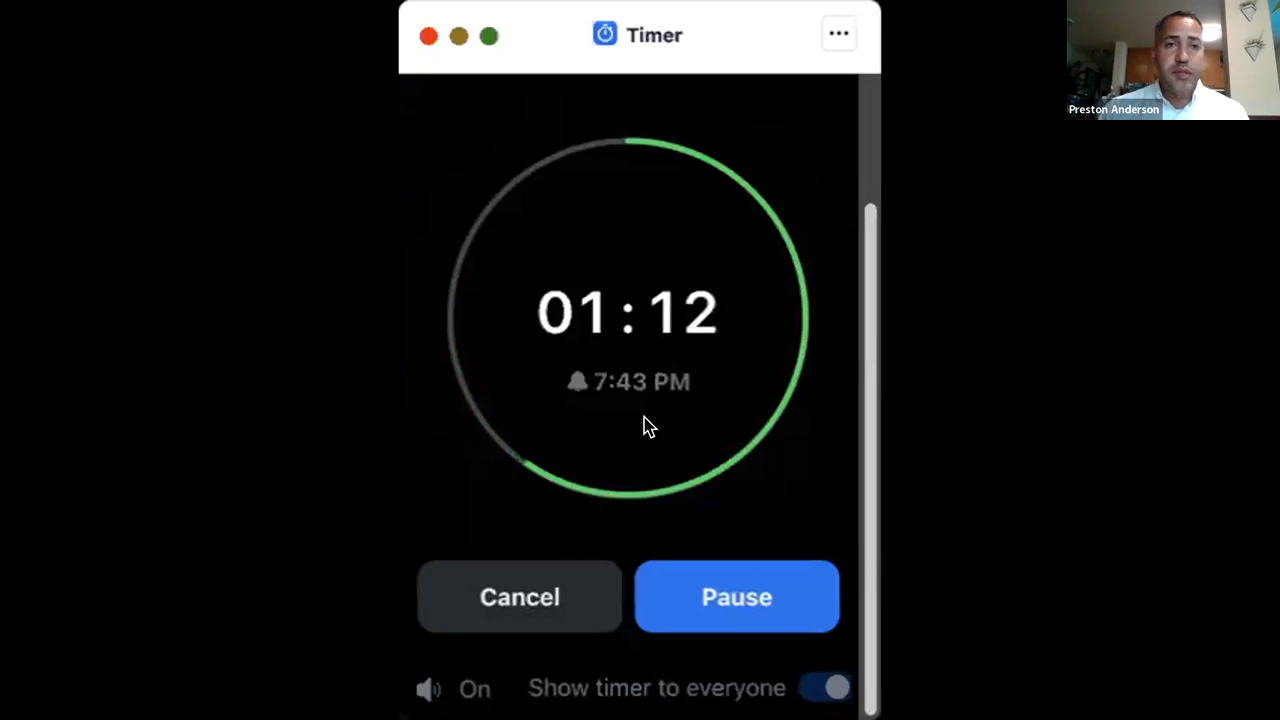 Timer
Preston Anderson
01:12
7:43 PM
Cancel
Pause
On
Show timer to everyone